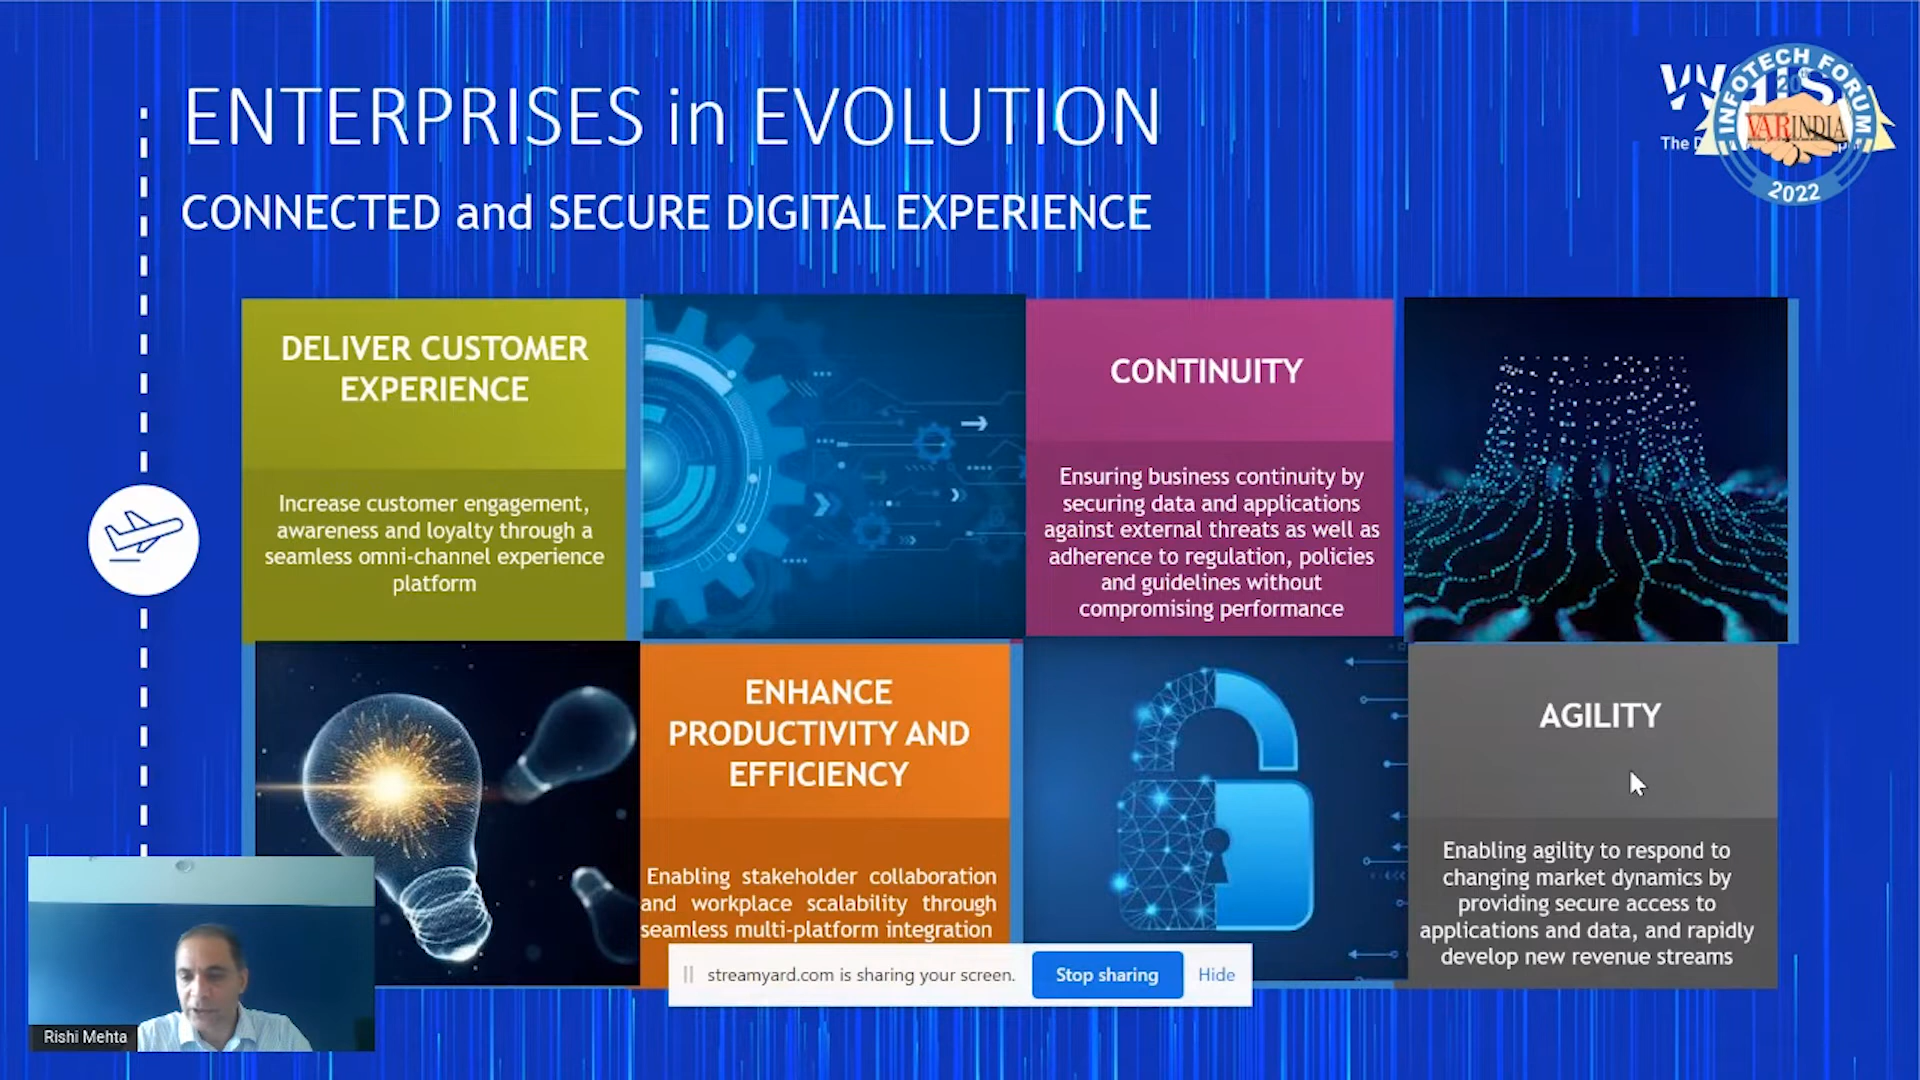 ENTERPRISES in EVOLUTION
CONNECTED and SECURE DIGITAL EXPERIENCE
INFOTECH FORUM
VARINDIA
2022
The
DELIVER CUSTOMER
EXPERIENCE
Increase customer engagement,
awareness and loyalty through a
seamless omni-channel experience
platform
CONTINUITY
Ensuring business continuity by
securing data and applications
against external threats as well as
adherence to regulation, policies
and guidelines without
compromising performance
ENHANCE
PRODUCTIVITY AND
EFFICIENCY
Enabling stakeholder collaboration
and workplace scalability through
seamless multi-platform integration
AGILITY
Enabling agility to respond to
changing market dynamics by
providing secure access to
applications and data, and rapidly
develop new revenue streams
streamyard.com is sharing your screen.
Stop sharing
Hide
Rishi Mehta